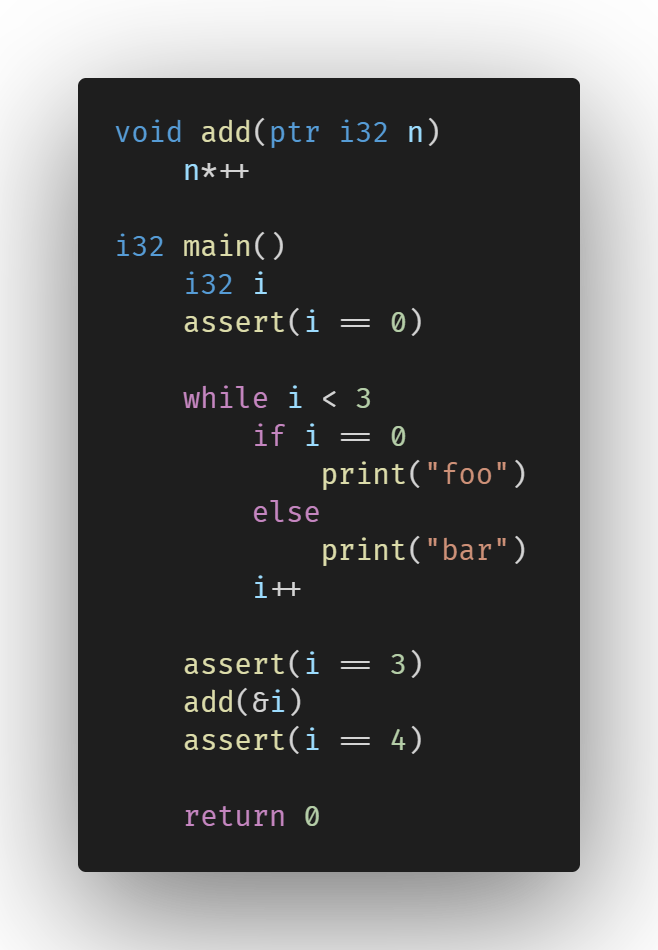 void add(ptr i32 n)
    n*++

i32 main()
    i32 i
    assert(i == 0)

    while i < 3
        if i == 0
            print("foo")
        else
            print("bar")
        i++

    assert(i == 3)
    add(&i)
    assert(i == 4)

    return 0